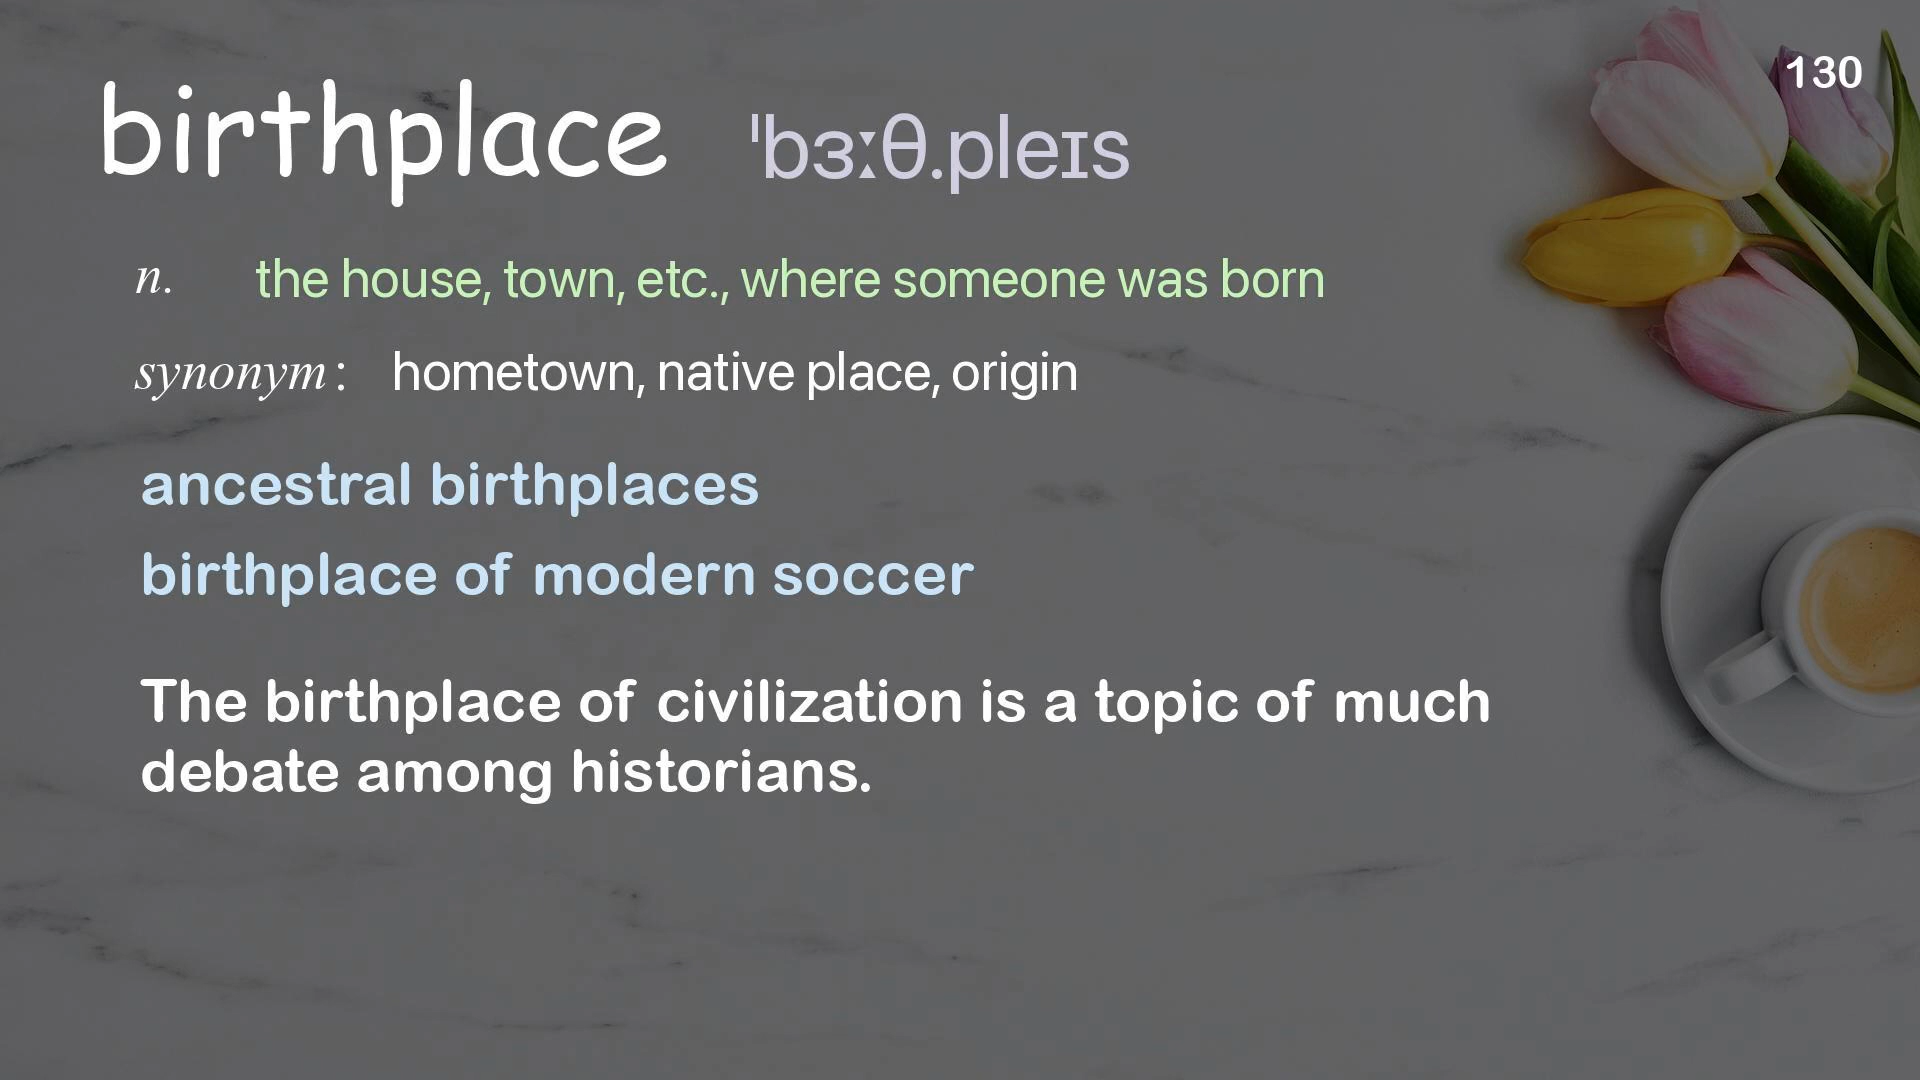 130
birthplace ˈbɜːθ.pleɪs
n. the house, town, etc., where someone was born
synonym: hometown, native place, origin
ancestral birthplaces
birthplace of modern soccer
The birthplace of civilization is a topic of much
debate among historians.